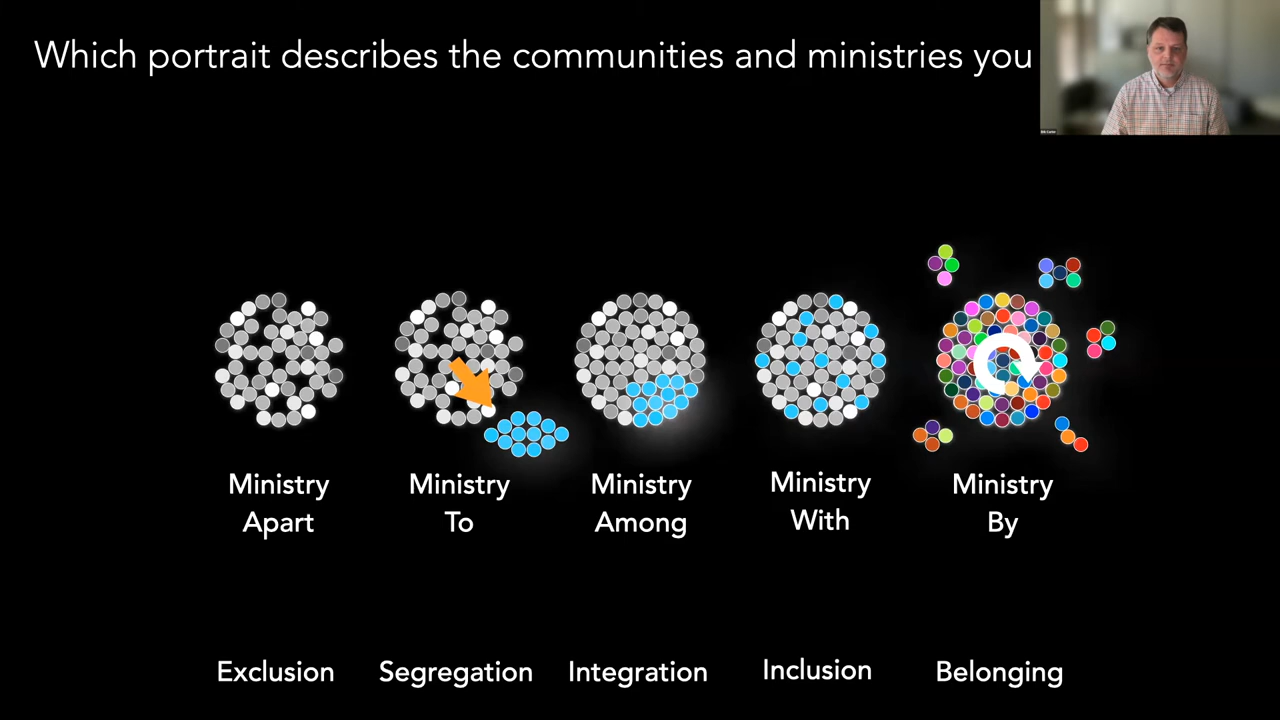 Which portrait describes the communities and ministries you
Ministry Apart
Ministry To
Ministry Among
Ministry With
Ministry By
Exclusion
Segregation
Integration
Inclusion
Belonging